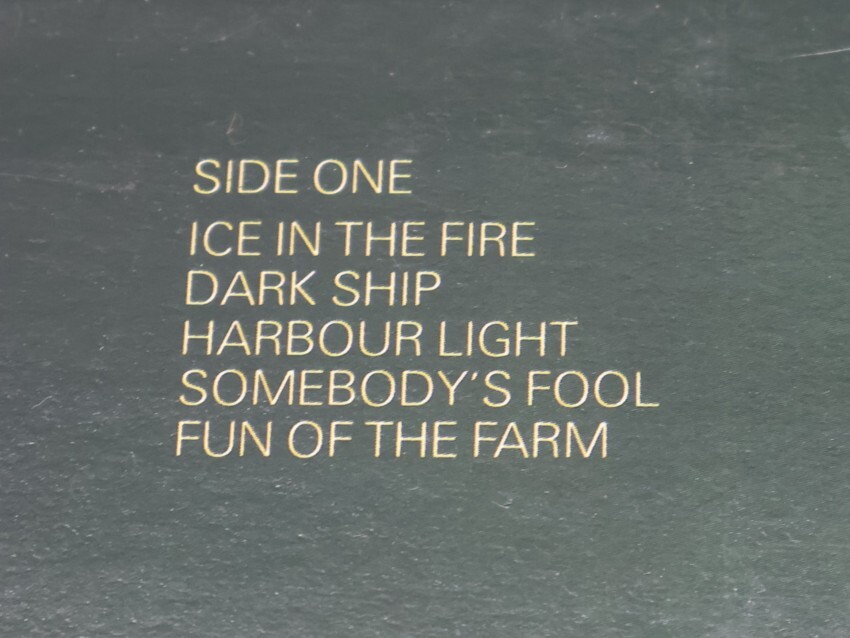 SIDE ONE
ICE IN THE FIRE
DARK SHIP
HARBOUR LIGHT
SOMEBODY'S FOOL
FUN OF THE FARM